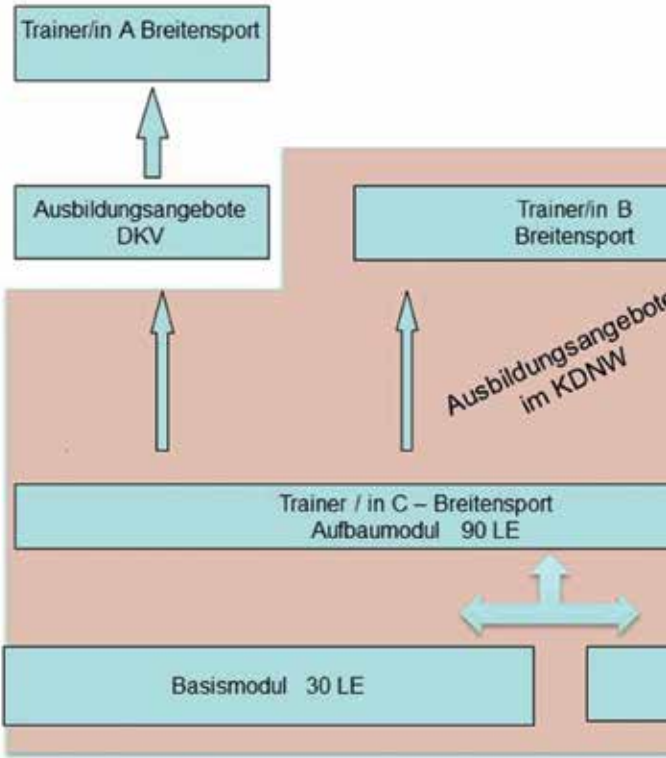 Trainer/in A Breitensport
Ausbildungsangebote
DKV
Trainer/in B
Breitensport
Ausbildungsangebote
im KDNW
Trainer / in C – Breitensport
Aufbaumodul 90 LE
Basismodul 30 LE